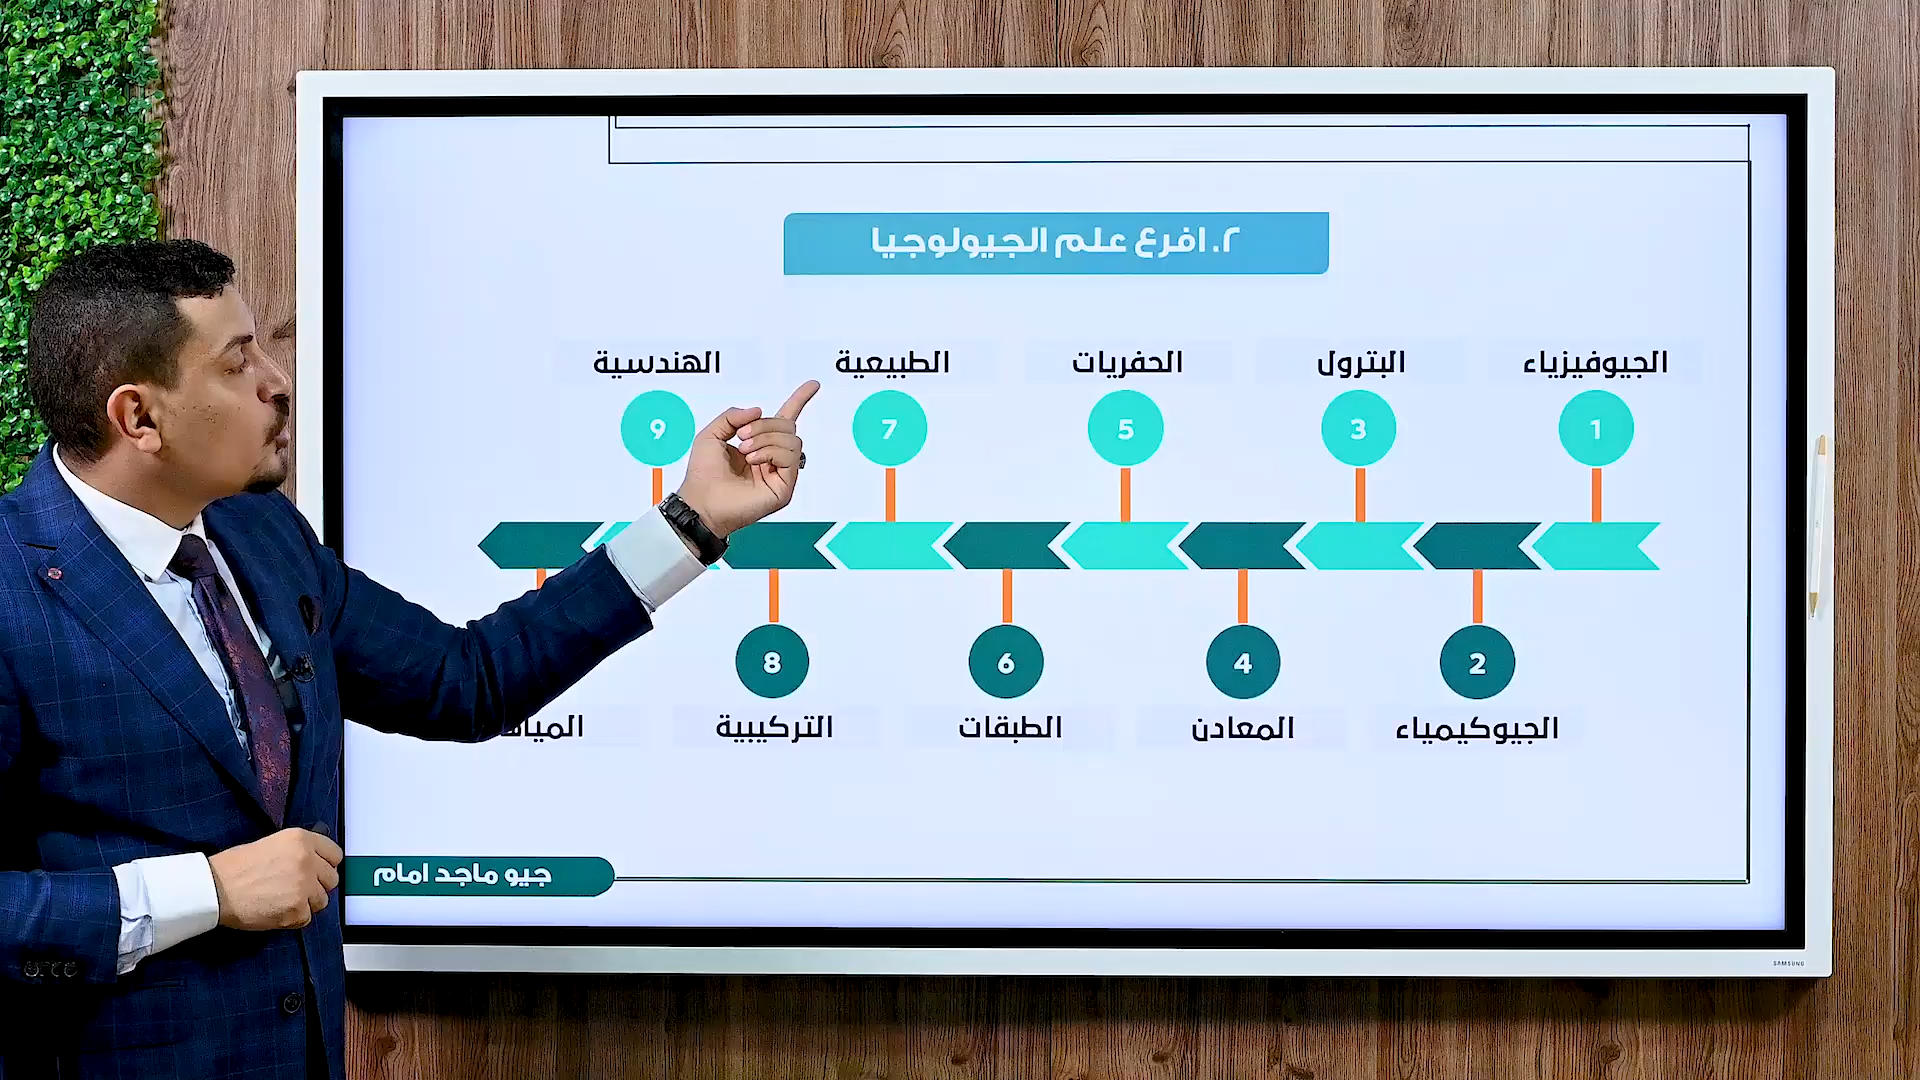 ٢. افرع علم الجيولوجيا
الجيوفيزياء
البترول
الحفريات
الطبيعية
الهندسية
1
3
5
7
9
2
4
6
8
الجيوكيمياء
المعادن
الطبقات
التركيبية
جيو ماجد امام
SAMSUNG